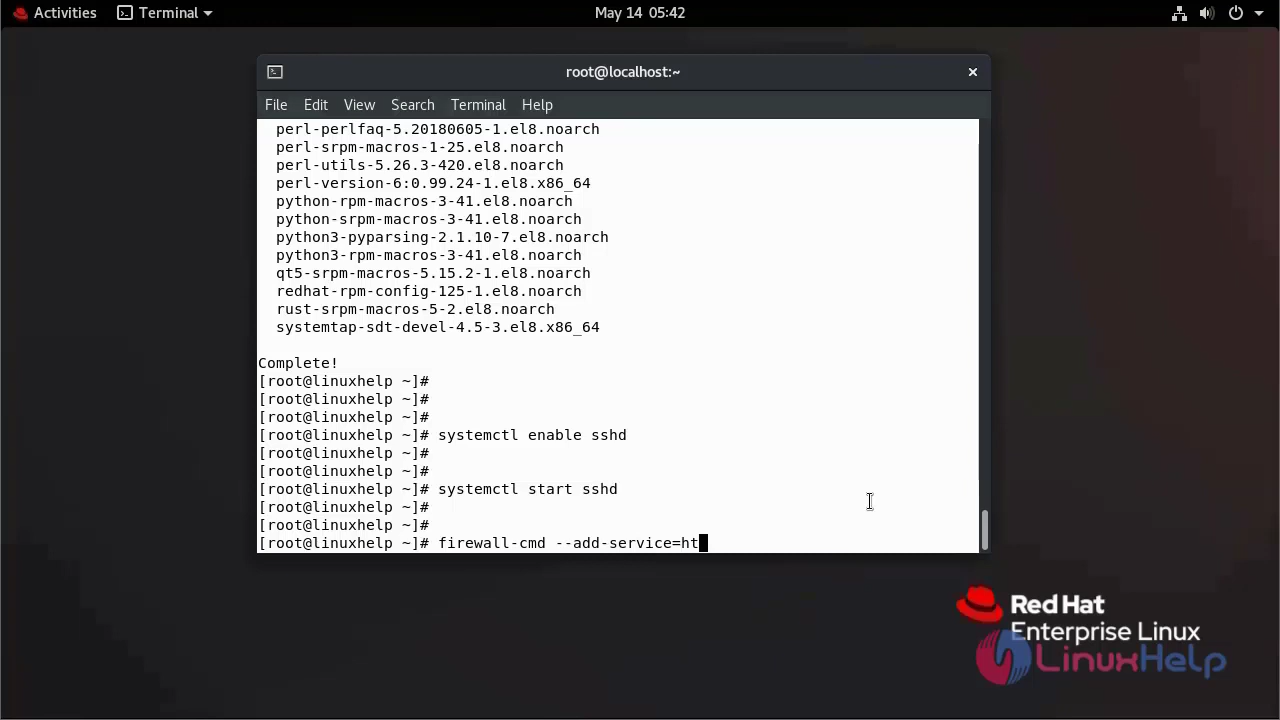 Activities Terminal May 14 05:42
root@localhost:~
File Edit View Search Terminal Help
perl-perlfaq-5.20180605-1.el8.noarch
perl-srpm-macros-1-25.el8.noarch
perl-utils-5.26.3-420.el8.noarch
perl-version-6:0.99.24-1.el8.x86_64
python-rpm-macros-3-41.el8.noarch
python-srpm-macros-3-41.el8.noarch
python3-pyparsing-2.1.10-7.el8.noarch
python3-rpm-macros-3-41.el8.noarch
qt5-srpm-macros-5.15.2-1.el8.noarch
redhat-rpm-config-125-1.el8.noarch
rust-srpm-macros-5-2.el8.noarch
systemtap-sdt-devel-4.5-3.el8.x86_64
Complete!
[root@linuxhelp ~]#
[root@linuxhelp ~]#
[root@linuxhelp ~]#
[root@linuxhelp ~]# systemctl enable sshd
[root@linuxhelp ~]#
[root@linuxhelp ~]#
[root@linuxhelp ~]# systemctl start sshd
[root@linuxhelp ~]#
[root@linuxhelp ~]#
[root@linuxhelp ~]# firewall-cmd --add-service=ht
Red Hat
Enterprise Linux
LinuxHelp